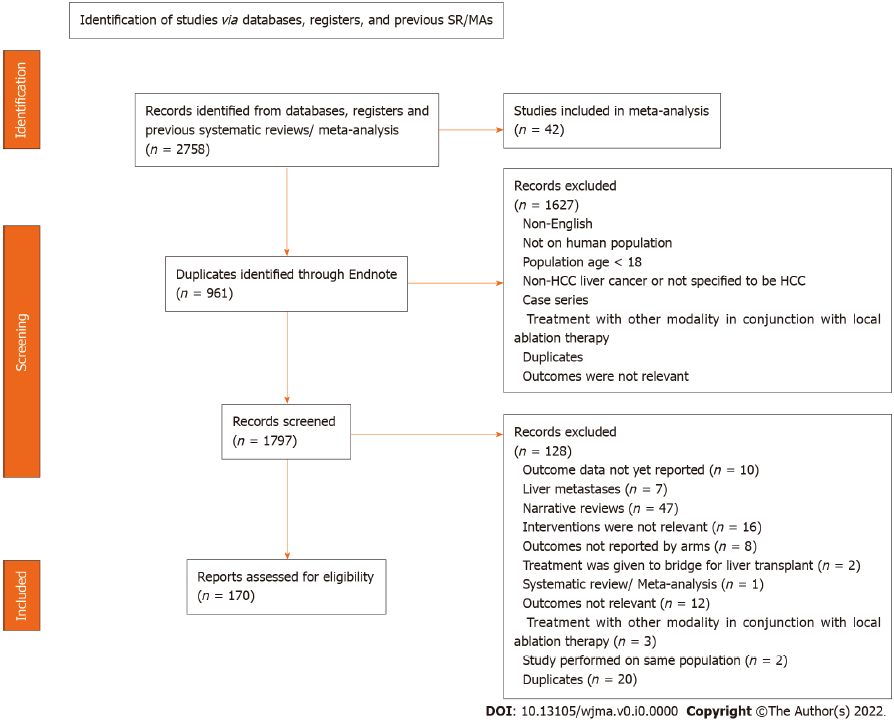 Identification of studies via databases, registers, and previous SR/MAs
Identification
Records identified from databases, registers and
previous systematic reviews/ meta-analysis
(n = 2758)
Studies included in meta-analysis
(n = 42)
Screening
Duplicates identified through Endnote
(n = 961)
Records excluded
(n = 1627)
Non-English
Not on human population
Population age < 18
Non-HCC liver cancer or not specified to be HCC
Case series
Treatment with other modality in conjunction with local
ablation therapy
Duplicates
Outcomes were not relevant
Records screened
(n = 1797)
Records excluded
(n = 128)
Outcome data not yet reported (n = 10)
Liver metastases (n = 7)
Narrative reviews (n = 47)
Interventions were not relevant (n = 16)
Outcomes not reported by arms (n = 8)
Treatment was given to bridge for liver transplant (n = 2)
Systematic review/ Meta-analysis (n = 1)
Outcomes not relevant (n = 12)
Treatment with other modality in conjunction with local
ablation therapy (n = 3)
Study performed on same population (n = 2)
Duplicates (n = 20)
Included
Reports assessed for eligibility
(n = 170)
DOI: 10.13105/wjma.v0.i0.0000 Copyright ©The Author(s) 2022.